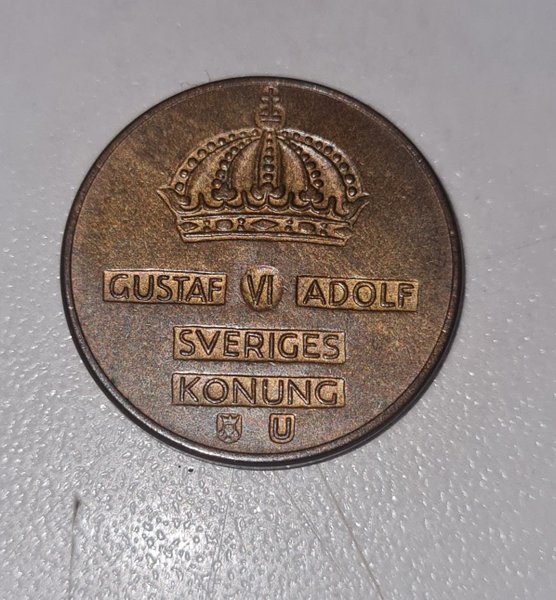 GUSTAF VI ADOLF
SVERIGES
KONUNG
U